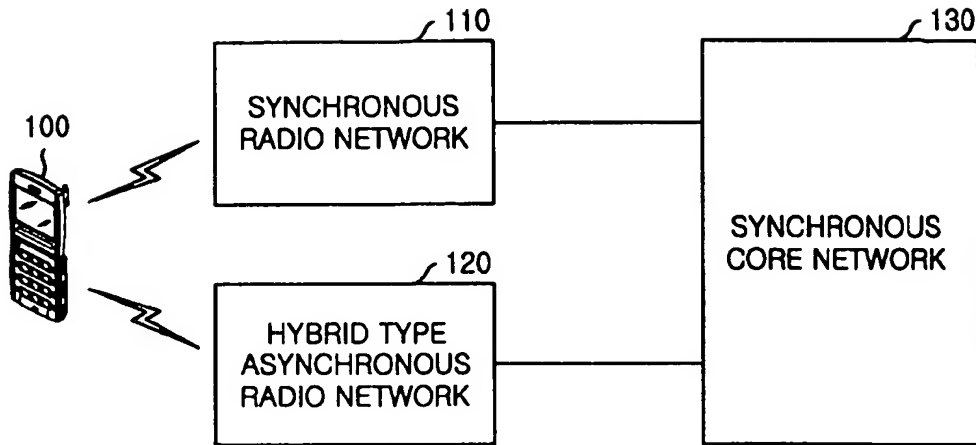 110
SYNCHRONOUS
RADIO NETWORK
130
SYNCHRONOUS
CORE NETWORK
100
120
HYBRID TYPE
ASYNCHRONOUS
RADIO NETWORK